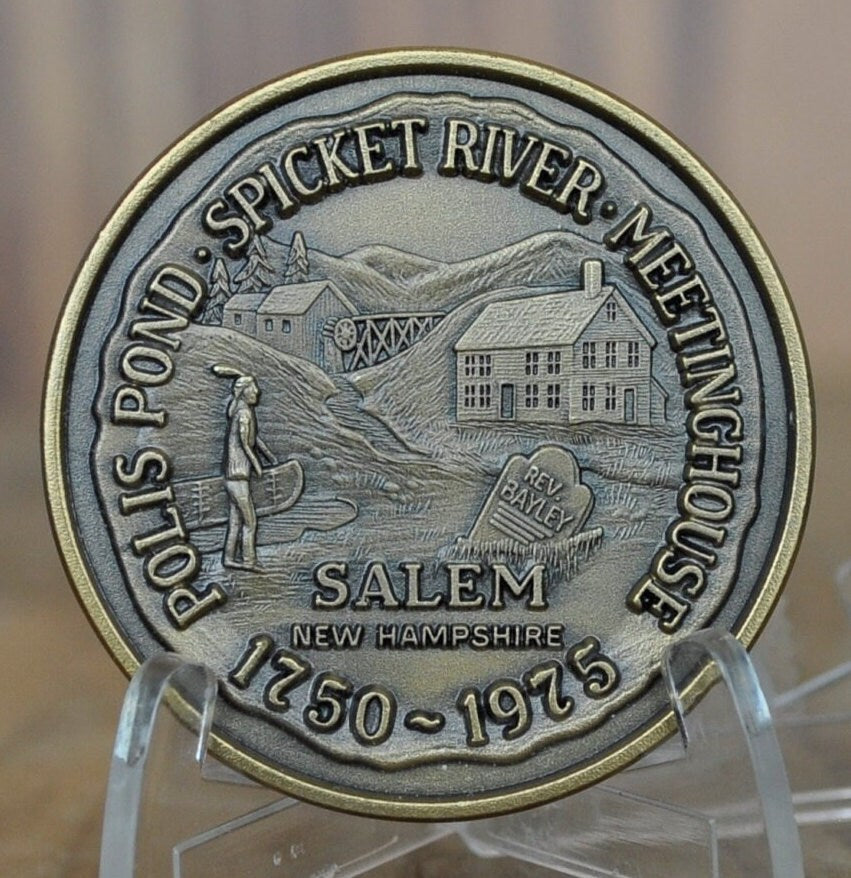 POLIS POND · SPICKET RIVER · MEETINGHOUSE
REV.
BAYLEY
SALEM
NEW HAMPSHIRE
1750 ~ 1975